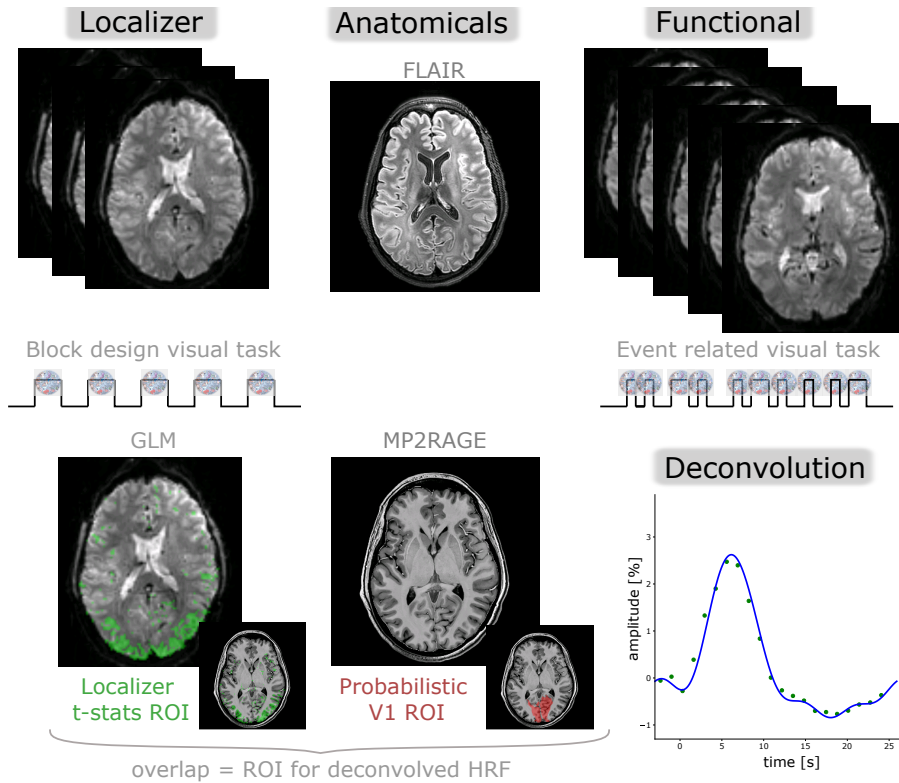 Localizer
Anatomicals
Functional
FLAIR
Block design visual task
Event related visual task
GLM
MP2RAGE
Deconvolution
Localizer
t-stats ROI
Probabilistic
V1 ROI
amplitude [%]
3
2
1
0
−1
0 5 10 15 20 25
time [s]
overlap = ROI for deconvolved HRF